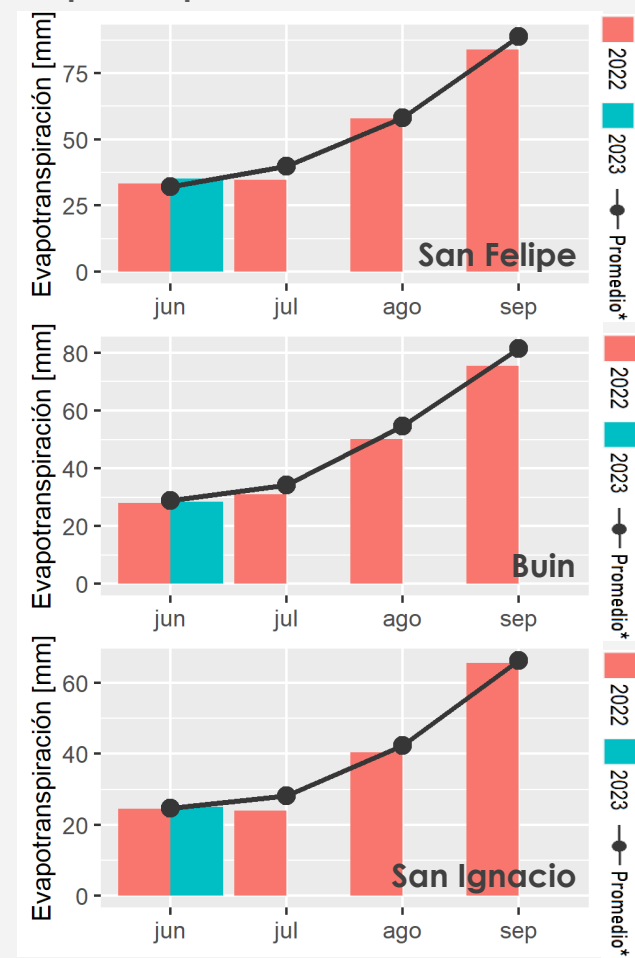 Evapotranspiración [mm]
75
50
25
0
jun jul ago sep
San Felipe
2022 2023 Promedio*
Evapotranspiración [mm]
80
60
40
20
0
jun jul ago sep
Buin
2022 2023 Promedio*
Evapotranspiración [mm]
60
40
20
0
jun jul ago sep
San Ignacio
2022 2023 Promedio*